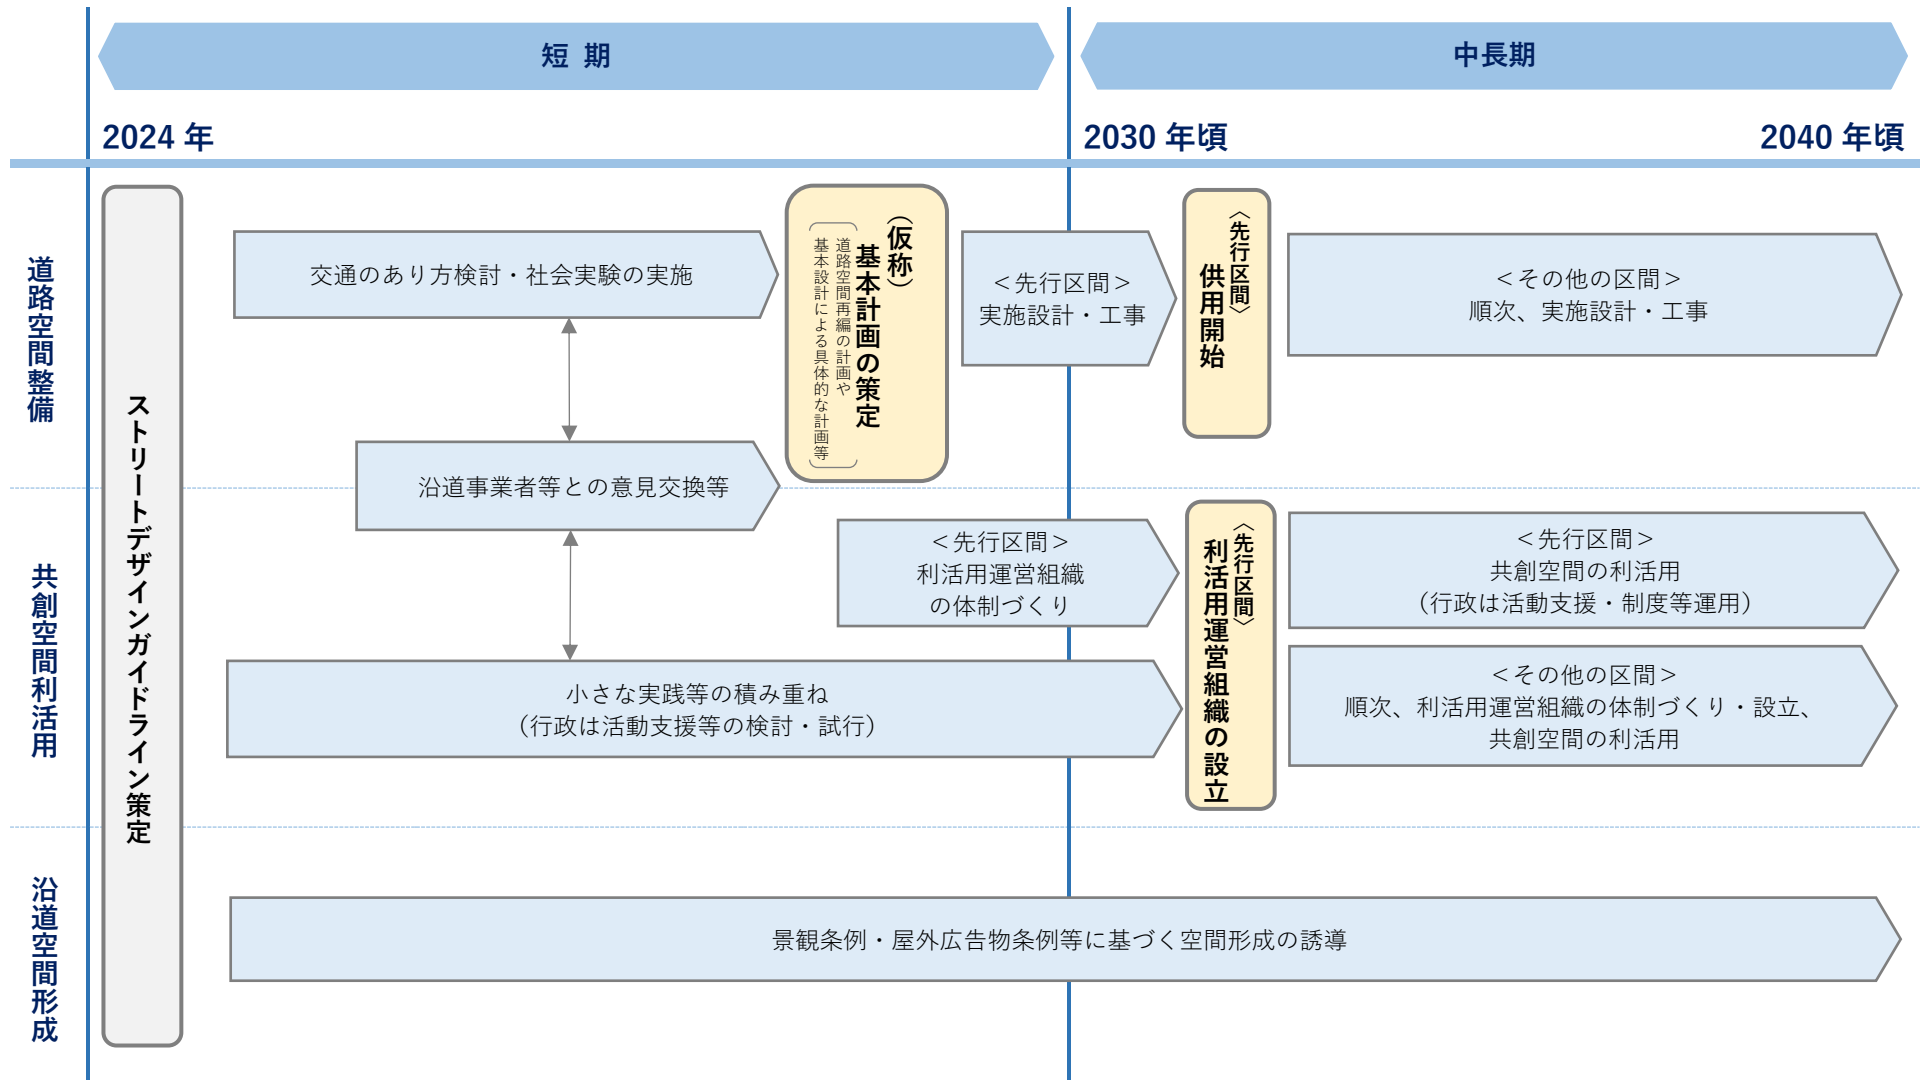 短 期
中長期
2024 年
2030 年頃
2040 年頃
道路空間整備
共創空間利活用
沿道空間形成
ストリートデザインガイドライン策定
交通のあり方検討・社会実験の実施
沿道事業者等との意見交換等
（仮称）
基本計画の策定
道路空間再編の計画や
基本設計による具体的な計画等
＜先行区間＞
実施設計・工事
〈先行区間〉
供用開始
＜その他の区間＞
順次、実施設計・工事
＜先行区間＞
利活用運営組織
の体制づくり
小さな実践等の積み重ね
（行政は活動支援等の検討・試行）
〈先行区間〉
利活用運営組織の設立
＜先行区間＞
共創空間の利活用
（行政は活動支援・制度等運用）
＜その他の区間＞
順次、利活用運営組織の体制づくり・設立、
共創空間の利活用
景観条例・屋外広告物条例等に基づく空間形成の誘導